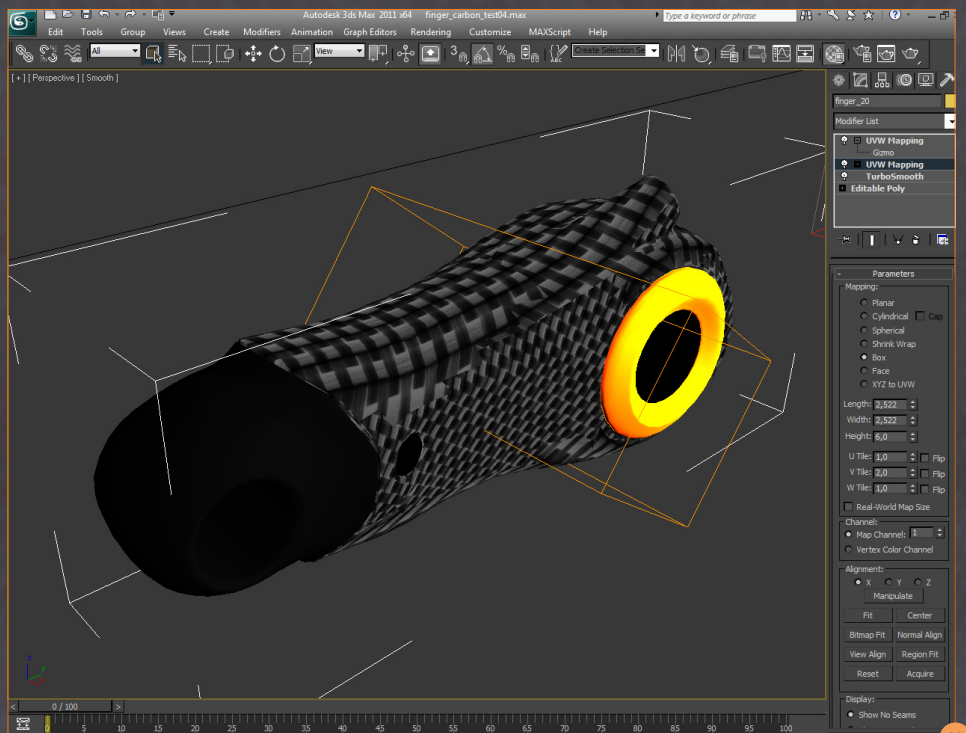 Autodesk 3ds Max 2011 x64 finger_carbon_test04.max
Type a keyword or phrase
Edit Tools Group Views Create Modifiers Animation Graph Editors Rendering Customize MAXScript Help
All View 3 Create Selection Se
[ + ] [ Perspective ] [ Smooth ]
finger_20
Modifier List
UVW Mapping
Gizmo
UVW Mapping
TurboSmooth
Editable Poly
- Parameters
Mapping:
Planar
Cylindrical Cap
Spherical
Shrink Wrap
Box
Face
XYZ to UVW
Length: 2,522
Width: 2,522
Height: 6,0
U Tile: 1,0 Flip
V Tile: 2,0 Flip
W Tile: 1,0 Flip
Real-World Map Size
Channel:
Map Channel: 1
Vertex Color Channel
Alignment:
X Y Z
Manipulate
Fit Center
Bitmap Fit Normal Align
View Align Region Fit
Reset Acquire
Display:
Show No Seams
z
y
< 0 / 100 >
0 5 10 15 20 25 30 35 40 45 50 55 60 65 70 75 80 85 90 95 100